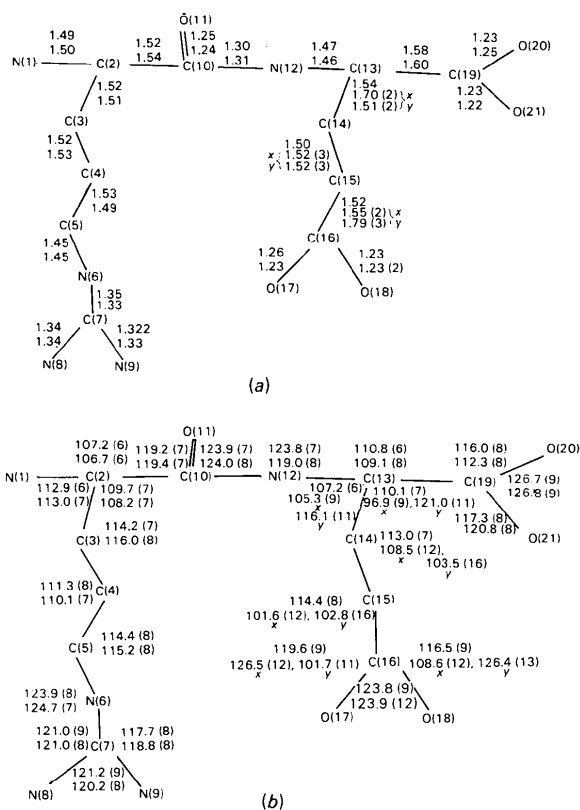 O(11)
1.49 1.52 1.25 1.30 1.47 1.58 1.23 O(20)
N(1) 1.50 C(2) 1.54 1.24 C(10) 1.31 N(12) 1.46 C(13) 1.60 C(19) 1.25
1.52 1.54 1.23
1.51 1.70 (2) x 1.22 O(21)
C(3) 1.51 (2) y
C(14)
1.52 1.50
1.53 x 1.52 (3)
C(4) y 1.52 (3)
1.53 C(15)
1.49 1.52
C(5) 1.55 (2) x
1.45 C(16) 1.79 (3) y
1.45 1.26 1.23
N(6) 1.23 1.23 (2)
1.35 O(17) O(18)
1.33
C(7)
1.34 1.322
1.34 1.33
N(8) N(9)
(a)
O(11)
107.2 (6) 119.2 (7) 123.9 (7) 123.8 (7) 110.8 (6) 116.0 (8) O(20)
106.7 (6) 119.4 (7) 124.0 (8) 119.0 (8) 109.1 (8) 112.3 (8)
N(1) C(2) C(10) N(12) C(13) C(19) 126.7 (9)
112.9 (6) 109.7 (7) 107.2 (6) 110.1 (7) 126.8 (9)
113.0 (7) 108.2 (7) 105.3 (9) 96.9 (9), 121.0 (11)
x x y
116.1 (11) 117.3 (8)
y 120.8 (8) O(21)
C(3) 114.2 (7) C(14) 113.0 (7)
116.0 (8) 108.5 (12),
x
103.5 (16)
y
111.3 (8) C(4)
110.1 (7)
114.4 (8) C(15)
101.6 (12), 102.8 (16)
x y
C(5) 114.4 (8)
115.2 (8)
119.6 (9) C(16) 116.5 (9)
126.5 (12), 101.7 (11) 108.6 (12), 126.4 (13)
x y x y
123.9 (8) N(6) 123.8 (9)
124.7 (7) 123.9 (12)
O(17) O(18)
121.0 (9) C(7) 117.7 (8)
121.0 (8) 118.8 (8)
121.2 (9)
120.2 (8)
N(8) N(9)
(b)